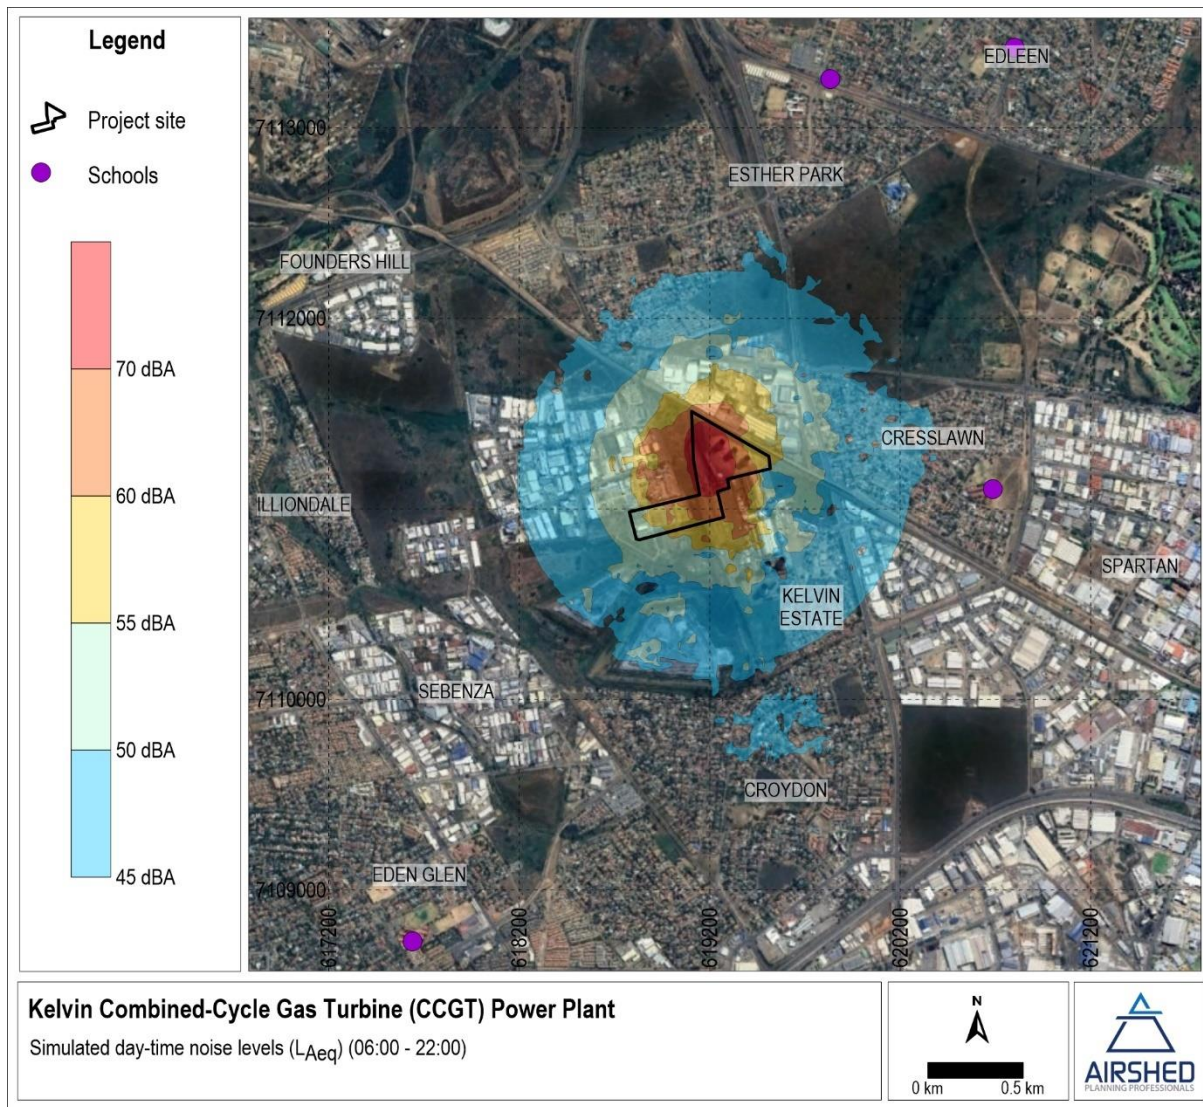 Legend
Project site
Schools
70 dBA
60 dBA
55 dBA
50 dBA
45 dBA
EDLEEN
7113000
ESTHER PARK
FOUNDERS HILL
7112000
CRESSLAWN
ILLIONDALE
SPARTAN
KELVIN
ESTATE
SEBENZA
7110000
CROYDON
EDEN GLEN
7109000
617200
618200
619200
620200
621200
Kelvin Combined-Cycle Gas Turbine (CCGT) Power Plant
Simulated day-time noise levels (LAeq) (06:00 - 22:00)
N
0 km 0.5 km
AIRSHED
PLANNING PROFESSIONALS